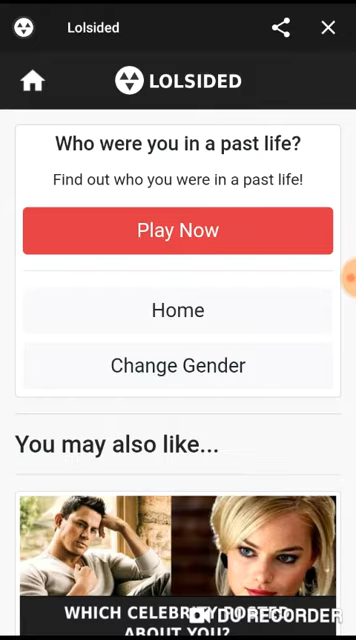 Lolsided
LOLSIDED
Who were you in a past life?
Find out who you were in a past life!
Play Now
Home
Change Gender
You may also like...
WHICH CELEBRITY POSTED
ABOUT YOU?
DU RECORDER